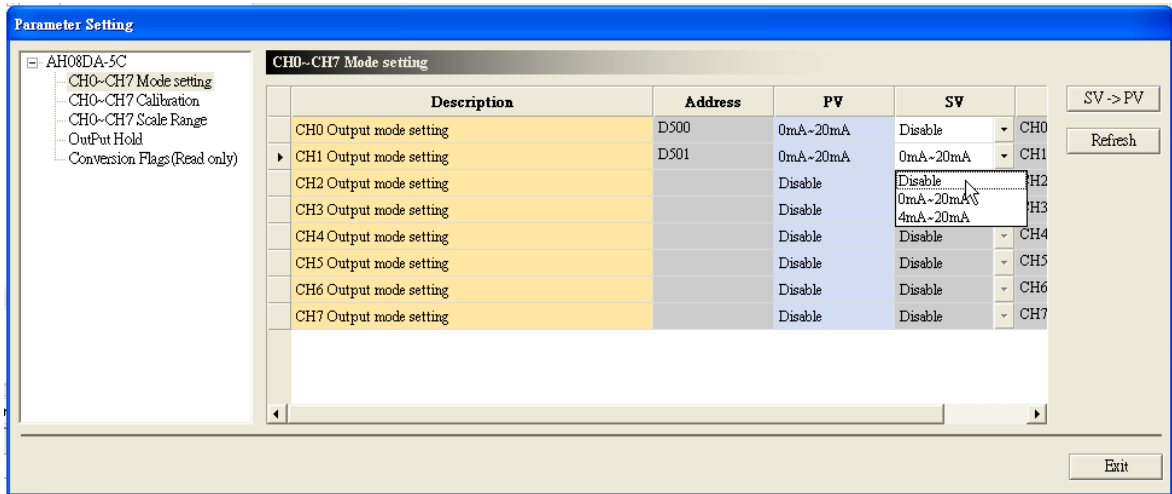 Parameter Setting
AH08DA-5C
CH0~CH7 Mode setting
CH0~CH7 Calibration
CH0~CH7 Scale Range
OutPut Hold
Conversion Flags(Read only)
CH0~CH7 Mode setting
Description Address PV SV
CH0 Output mode setting D500 0mA~20mA Disable CH0
CH1 Output mode setting D501 0mA~20mA 0mA~20mA CH1
CH2 Output mode setting Disable Disable H2
0mA~20mA
CH3 Output mode setting Disable 4mA~20mA H3
CH4 Output mode setting Disable Disable CH4
CH5 Output mode setting Disable Disable CH5
CH6 Output mode setting Disable Disable CH6
CH7 Output mode setting Disable Disable CH7
SV->PV
Refresh
Exit